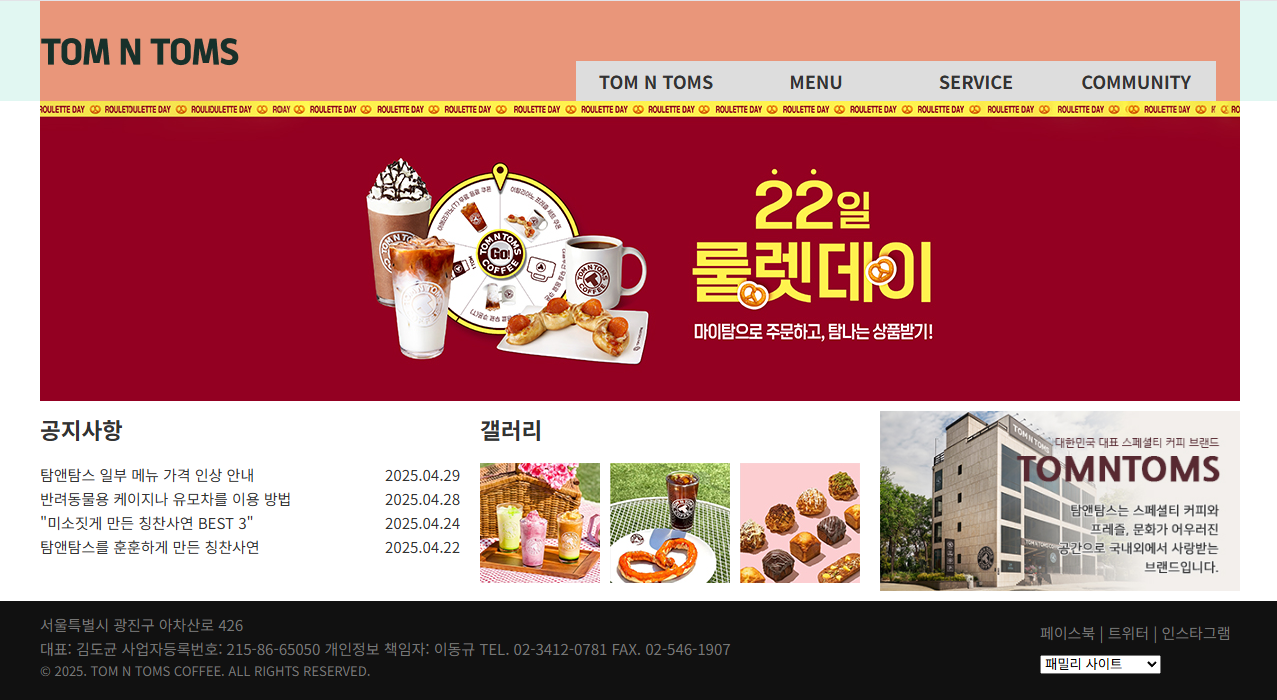 TOM N TOMS
TOM N TOMS MENU SERVICE COMMUNITY
ROULETTE DAY ROULETTE DAY ROULETTE DAY ROULETTE DAY ROULETTE DAY ROULETTE DAY ROULETTE DAY ROULETTE DAY ROULETTE DAY ROULETTE DAY ROULETTE DAY ROULETTE DAY
TOM N TOMS
Go!
COFFEE
22일
룰렛데이
마이탐으로 주문하고, 탐나는 상품받기!
공지사항
탐앤탐스 일부 메뉴 가격 인상 안내 2025.04.29
반려동물용 케이지나 유모차를 이용 방법 2025.04.28
"미소짓게 만든 칭찬사연 BEST 3" 2025.04.24
탐앤탐스를 훈훈하게 만든 칭찬사연 2025.04.22
갤러리
TOM N TOMS
대한민국 대표 스페셜티 커피 브랜드
TOMNTOMS
탐앤탐스는 스페셜티 커피와
프레즐, 문화가 어우러진
공간으로 국내외에서 사랑받는
브랜드입니다.
서울특별시 광진구 아차산로 426
대표: 김도균 사업자등록번호: 215-86-65050 개인정보 책임자: 이동규 TEL. 02-3412-0781 FAX. 02-546-1907
© 2025. TOM N TOMS COFFEE. ALL RIGHTS RESERVED.
페이스북 | 트위터 | 인스타그램
패밀리 사이트